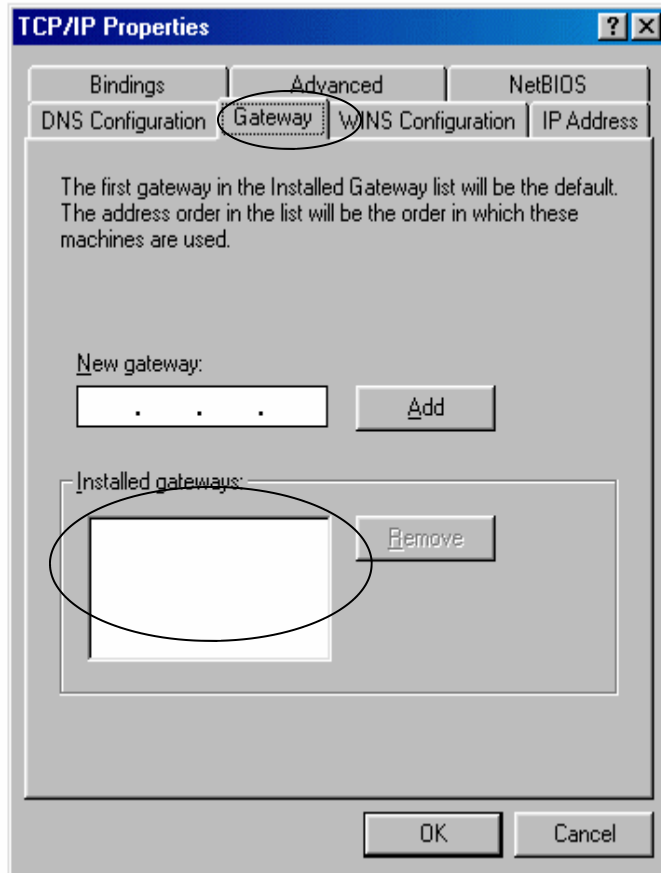 TCP/IP Properties
Bindings Advanced NetBIOS
DNS Configuration Gateway WINS Configuration IP Address
The first gateway in the Installed Gateway list will be the default.
The address order in the list will be the order in which these
machines are used.
New gateway:
. . . Add
Installed gateways:
Remove
OK Cancel